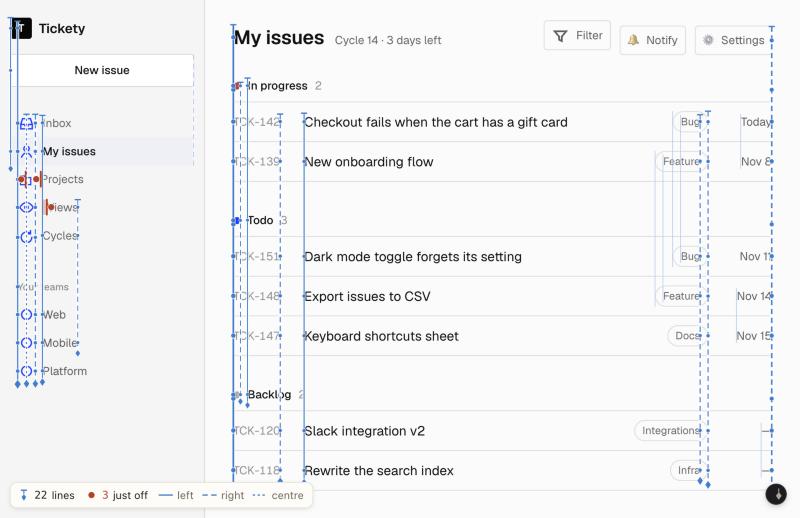 T Tickety
New issue
Inbox
My issues
Projects
Views
Cycles
Your teams
Web
Mobile
Platform
My issues Cycle 14 · 3 days left Filter Notify Settings
In progress 2
TCK-142 Checkout fails when the cart has a gift card Bug Today
TCK-139 New onboarding flow Feature Nov 8
Todo 3
TCK-151 Dark mode toggle forgets its setting Bug Nov 11
TCK-148 Export issues to CSV Feature Nov 14
TCK-147 Keyboard shortcuts sheet Docs Nov 15
Backlog 2
TCK-120 Slack integration v2 Integrations –
TCK-118 Rewrite the search index Infra –
22 lines 3 just off left right centre